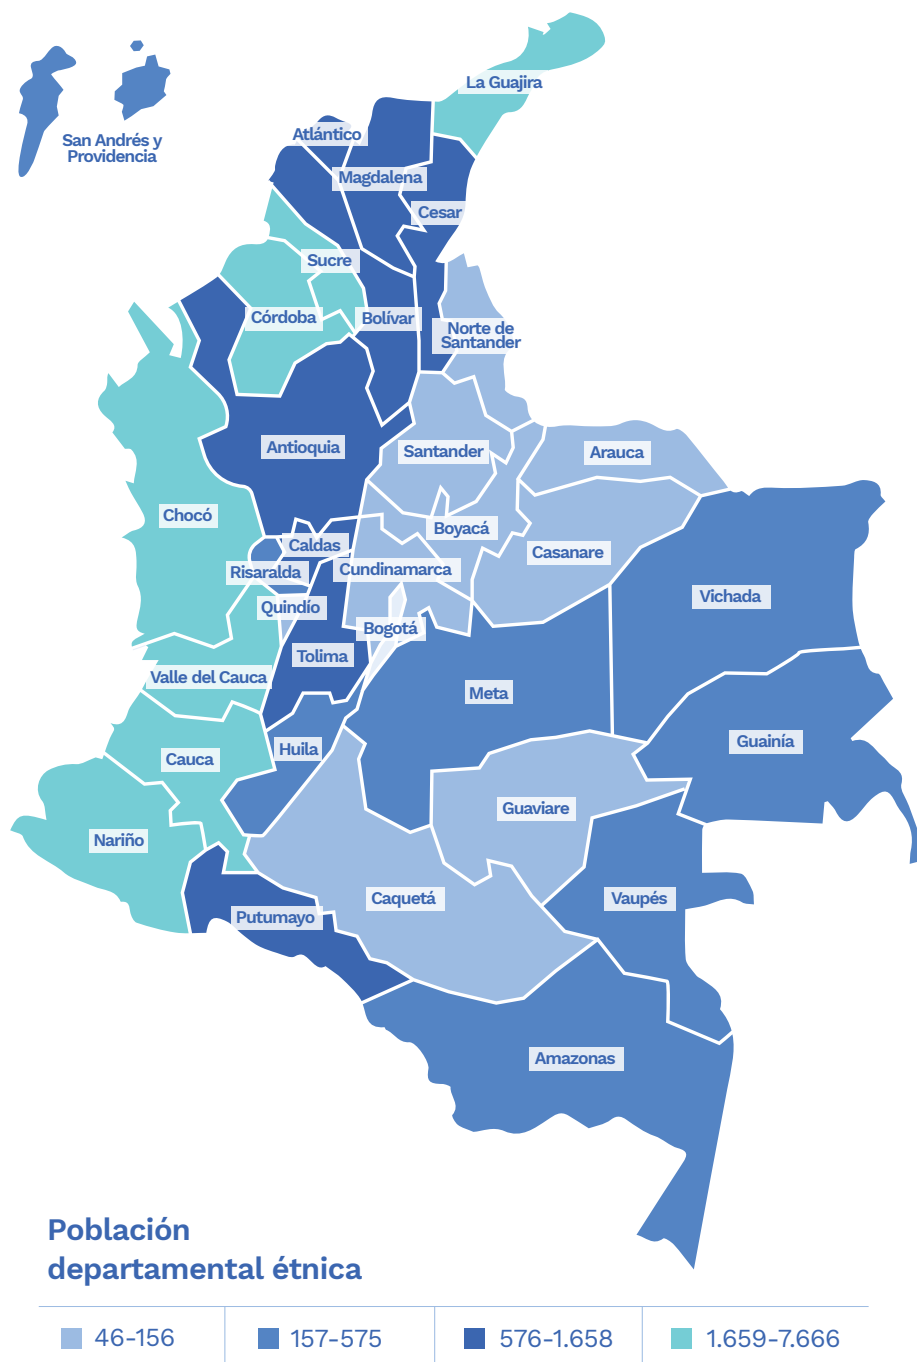 La Guajira
San Andrés y
Providencia
Atlántico
Magdalena
Cesar
Sucre
Córdoba
Bolívar
Norte de
Santander
Antioquia
Santander
Arauca
Chocó
Boyacá
Caldas
Casanare
Risaralda
Cundinamarca
Quindío
Vichada
Bogotá
Tolima
Valle del Cauca
Meta
Huila
Guainía
Cauca
Guaviare
Nariño
Caquetá
Vaupés
Putumayo
Amazonas
Población
departamental étnica
46-156
157-575
576-1.658
1.659-7.666